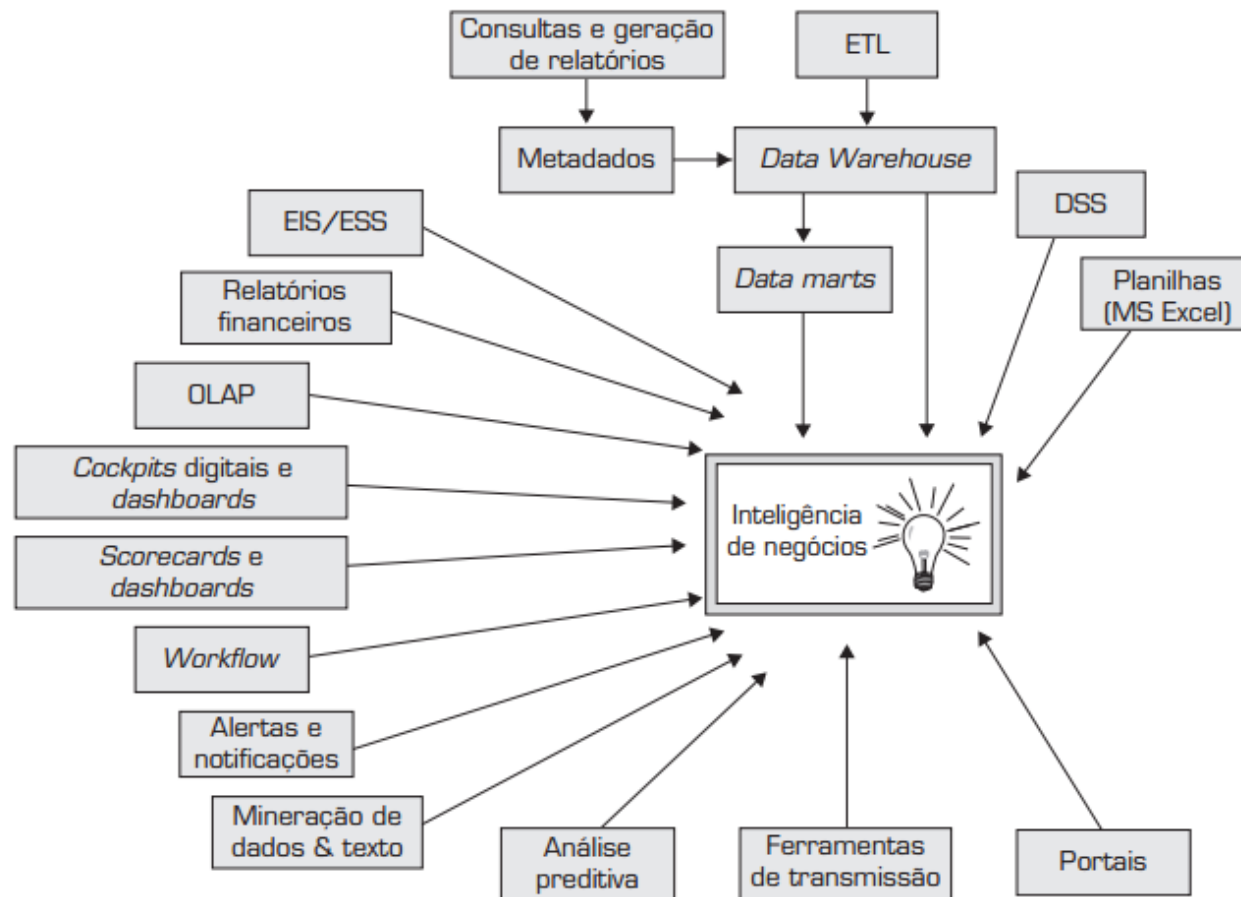 Consultas e geração
de relatórios
ETL
Metadados
Data Warehouse
DSS
EIS/ESS
Data marts
Planilhas
(MS Excel)
Relatórios
financeiros
OLAP
Cockpits digitais e
dashboards
Inteligência
de negócios
Scorecards e
dashboards
Workflow
Alertas e
notificações
Mineração de
dados & texto
Análise
preditiva
Ferramentas
de transmissão
Portais